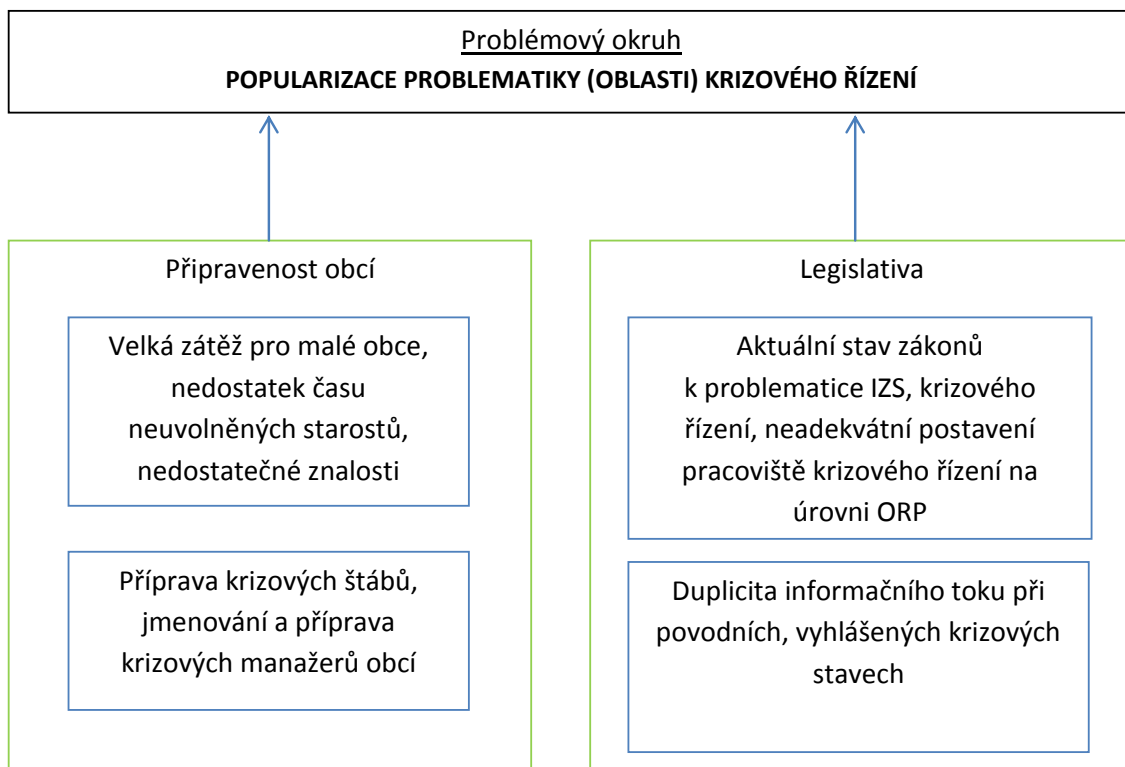 Problémový okruh
POPULARIZACE PROBLEMATIKY (OBLASTI) KRIZOVÉHO ŘÍZENÍ
Připravenost obcí
Velká zátěž pro malé obce,
nedostatek času
neuvolněných starostů,
nedostatečné znalosti
Příprava krizových štábů,
jmenování a příprava
krizových manažerů obcí
Legislativa
Aktuální stav zákonů
k problematice IZS, krizového
řízení, neadekvátní postavení
pracoviště krizového řízení na
úrovni ORP
Duplicita informačního toku při
povodních, vyhlášených krizových
stavech